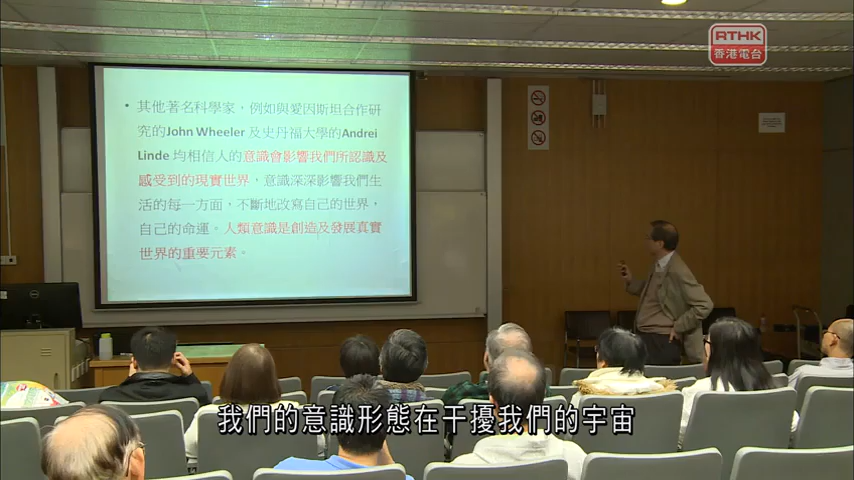 RTHK
香港電台
• 其他著名科學家，例如與愛因斯坦合作研
究的John Wheeler 及史丹福大學的Andrei
Linde 均相信人的意識會影響我們所認識及
感受到的現實世界，意識深深影響我們生
活的每一方面，不斷地改寫自己的世界，
自己的命運。人類意識是創造及發展真實
世界的重要元素。
我們的意識形態在干擾我們的宇宙